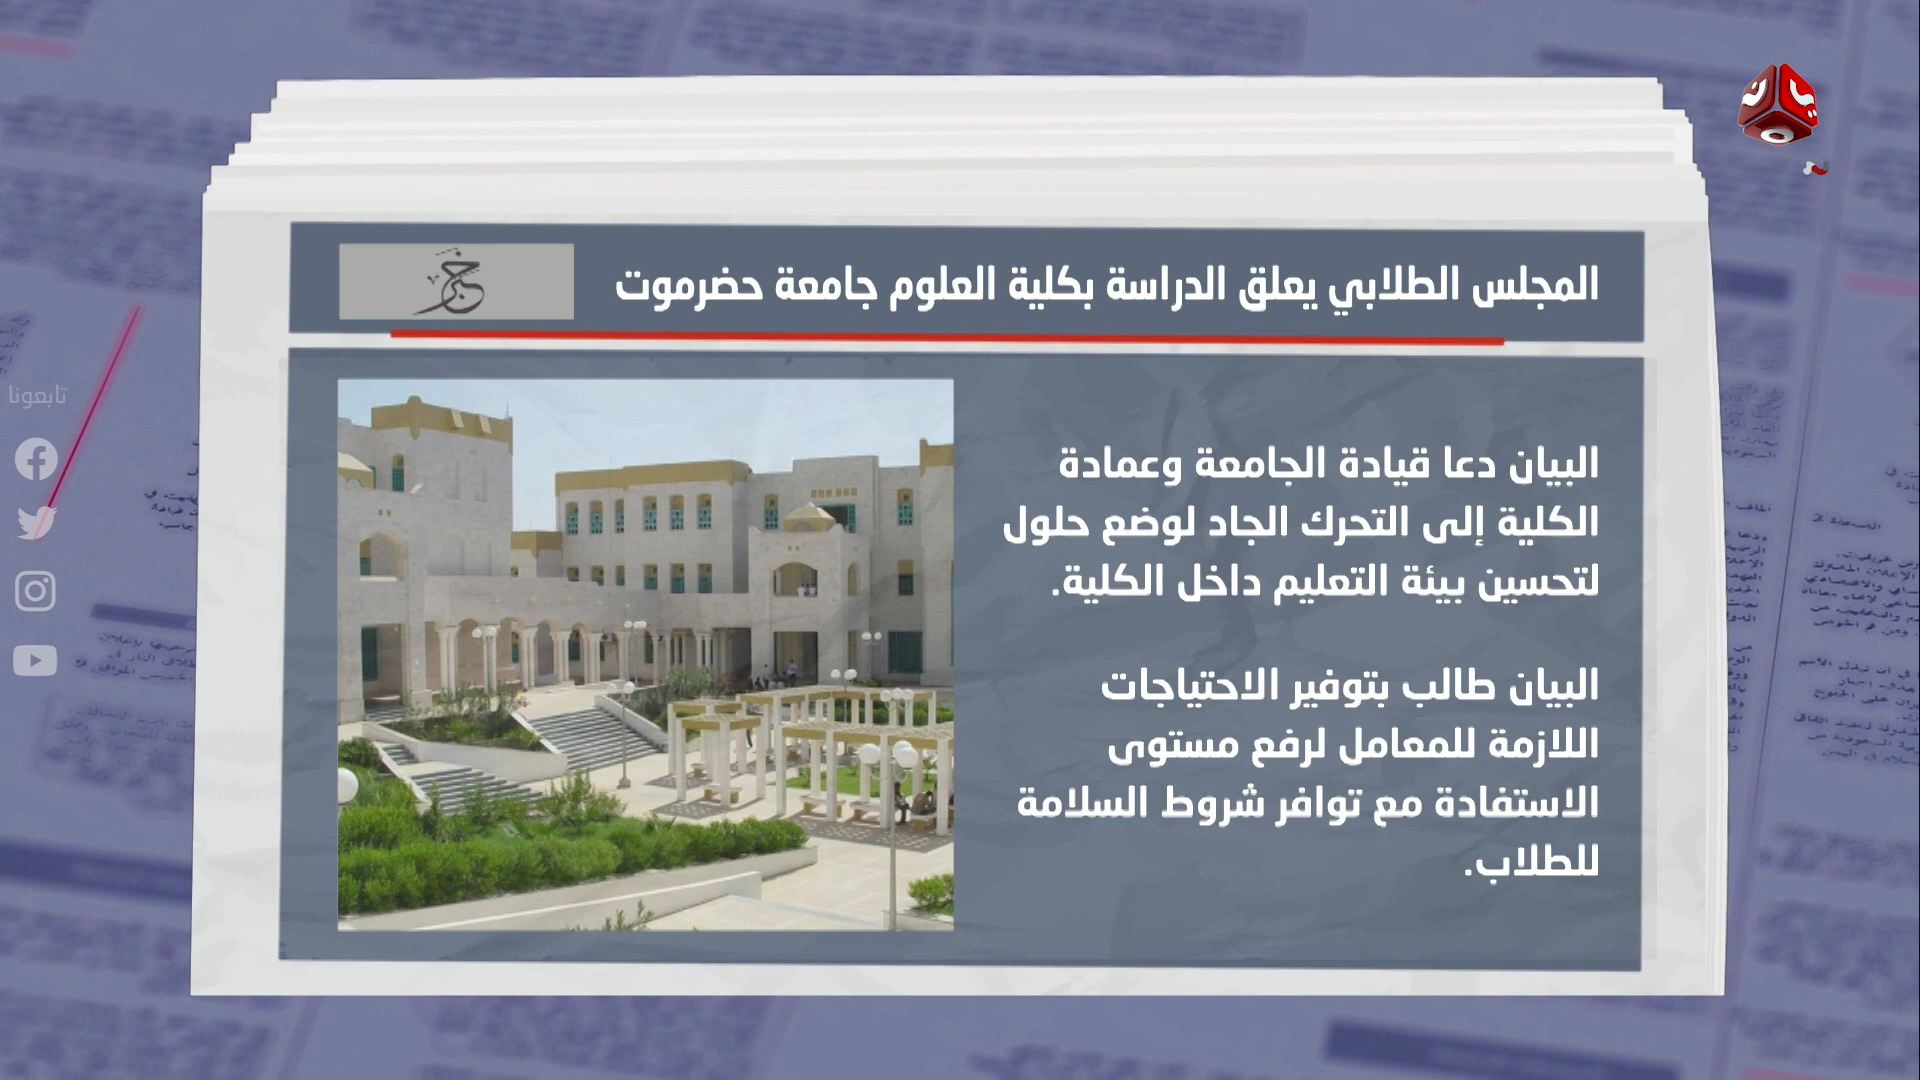 المجلس الطلابي يعلق الدراسة بكلية العلوم جامعة حضرموت
خبر
البيان دعا قيادة الجامعة وعمادة
الكلية إلى التحرك الجاد لوضع حلول
لتحسين بيئة التعليم داخل الكلية.
البيان طالب بتوفير الاحتياجات
اللازمة للمعامل لرفع مستوى
الاستفادة مع توافر شروط السلامة
للطلاب.
تابعونا